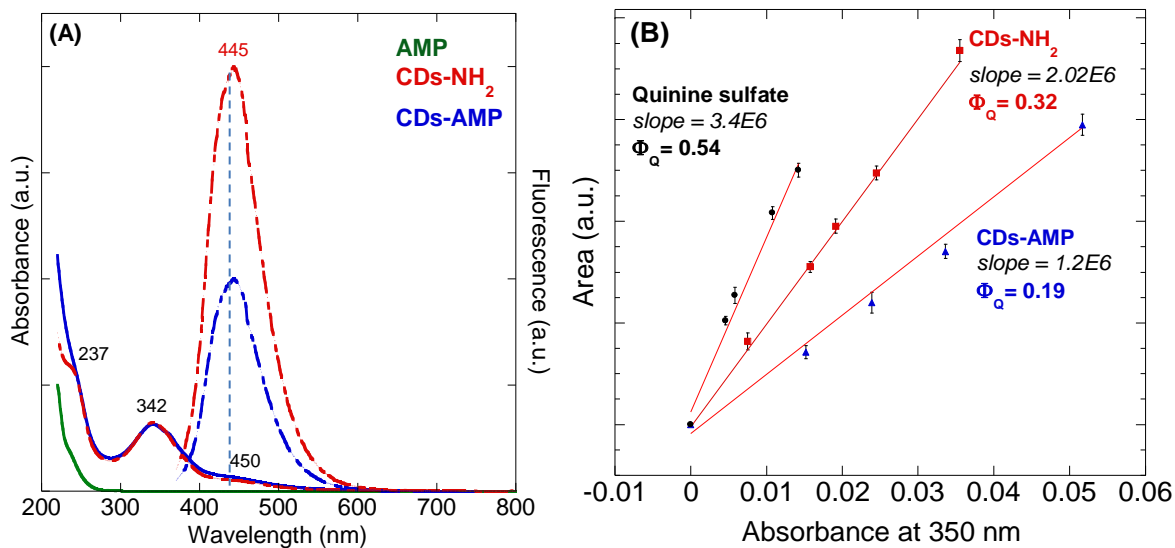 (A)
445
AMP
CDs-NH2
CDs-AMP
237
342
450
Absorbance (a.u.)
Fluorescence (a.u.)
200 300 400 500 600 700 800
Wavelength (nm)
(B)
CDs-NH2
slope = 2.02E6
ΦQ = 0.32
Quinine sulfate
slope = 3.4E6
ΦQ = 0.54
CDs-AMP
slope = 1.2E6
ΦQ = 0.19
Area (a.u.)
-0.01 0 0.01 0.02 0.03 0.04 0.05 0.06
Absorbance at 350 nm